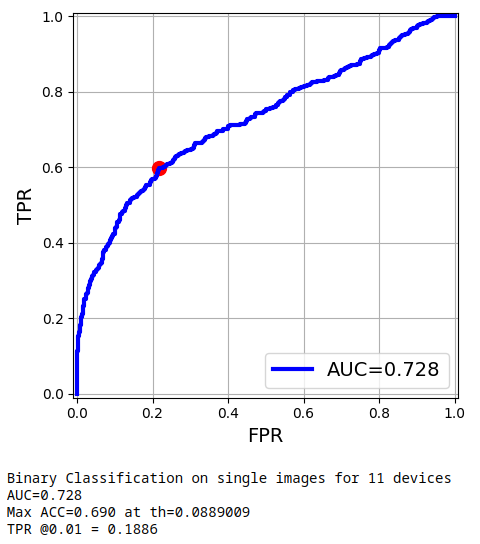 1.0
0.8
0.6
0.4
0.2
0.0
TPR
AUC=0.728
0.0 0.2 0.4 0.6 0.8 1.0
FPR
Binary Classification on single images for 11 devices
AUC=0.728
Max ACC=0.690 at th=0.0889009
TPR @0.01 = 0.1886